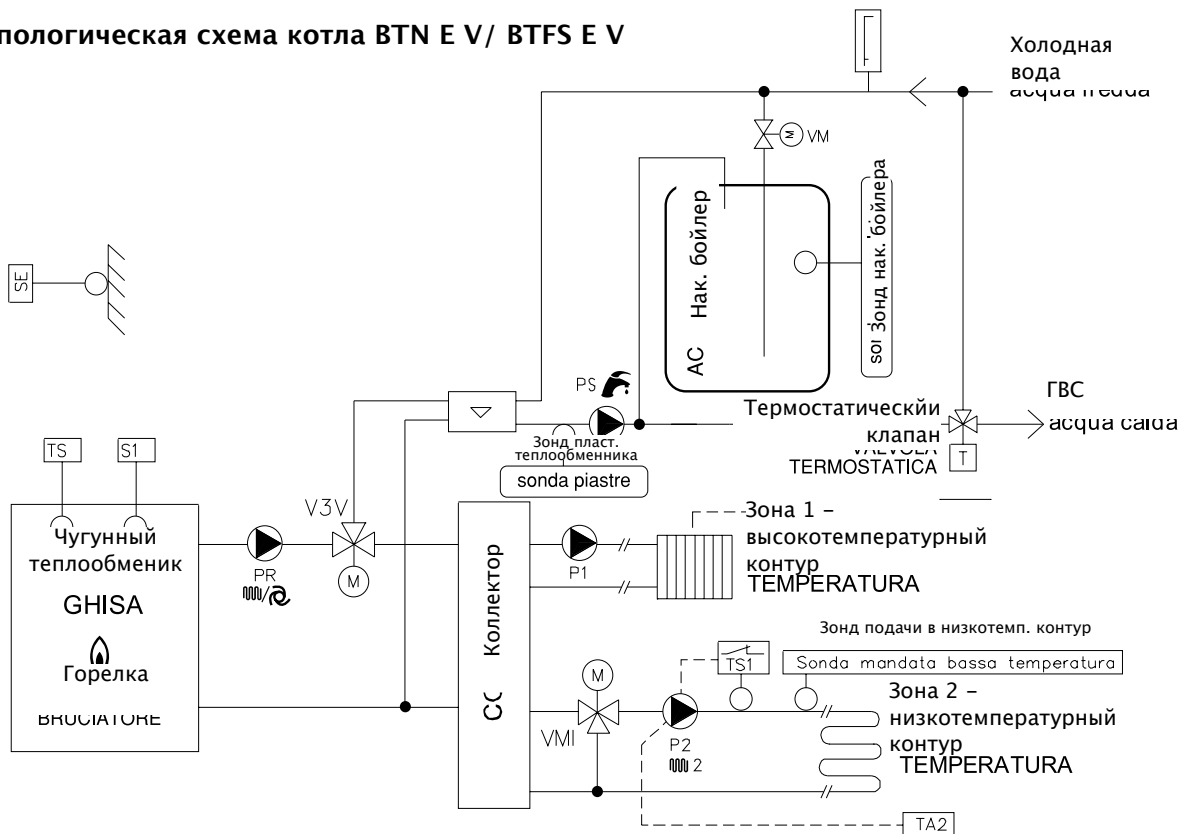 пологическая схема котла BTN E V/ BTFS E V
Холодная
вода
acqua fredda
M
VM
Нак. бойлер
AC
Зонд нак. бойлера
SE
PS
ГВС
acqua calda
Термостатическйи
клапан
VALVOLA
TERMOSTATICA
T
Зонд пласт.
теплообменника
sonda piastre
TS
S1
V3V
Чугунный
теплообменик
GHISA
Горелка
BRUCIATORE
PR
M
Коллектор
P1
Зона 1 –
высокотемпературный
контур
TEMPERATURA
Зонд подачи в низкотемп. контур
TS1
Sonda mandata bassa temperatura
M
VMI
P2
2
Зона 2 –
низкотемпературный
контур
TEMPERATURA
TA2